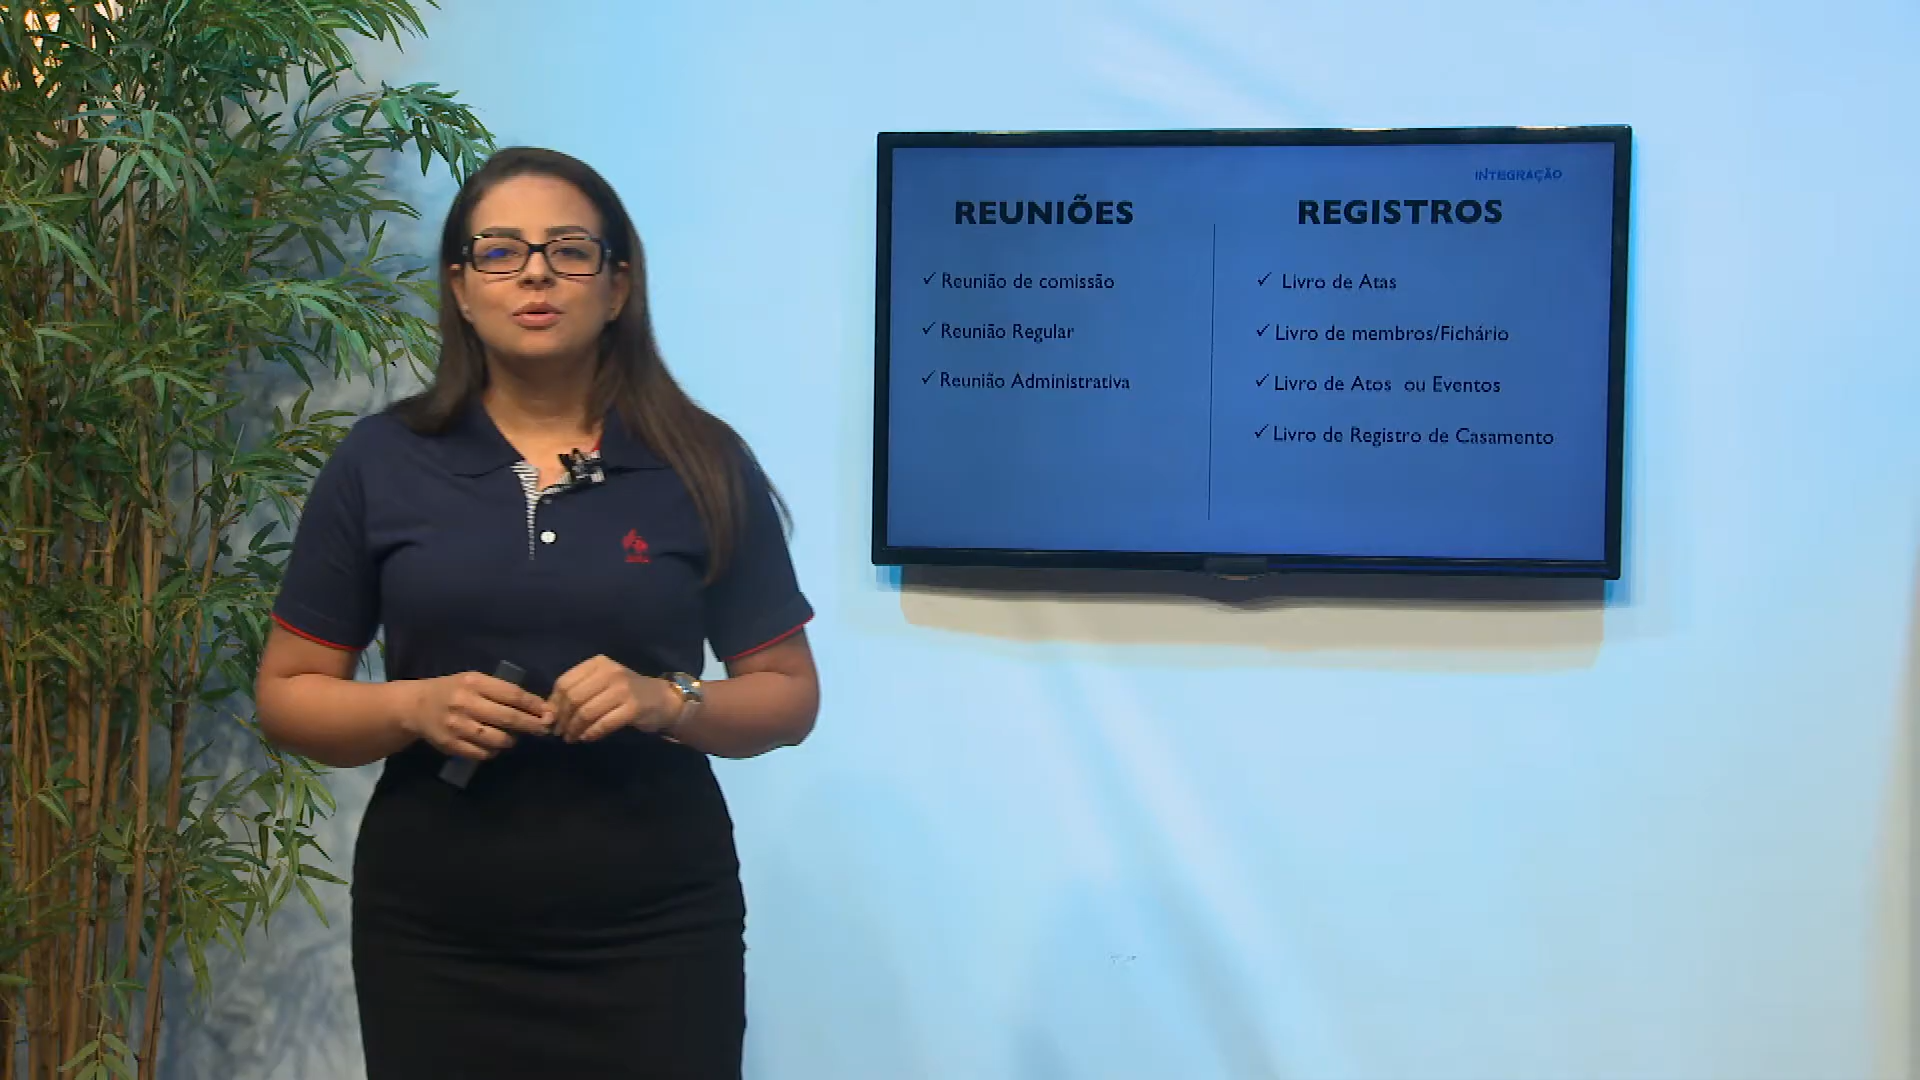 INTEGRAÇÃO
REUNIÕES
✓ Reunião de comissão
✓ Reunião Regular
✓ Reunião Administrativa
REGISTROS
✓ Livro de Atas
✓ Livro de membros/Fichário
✓ Livro de Atos ou Eventos
✓ Livro de Registro de Casamento